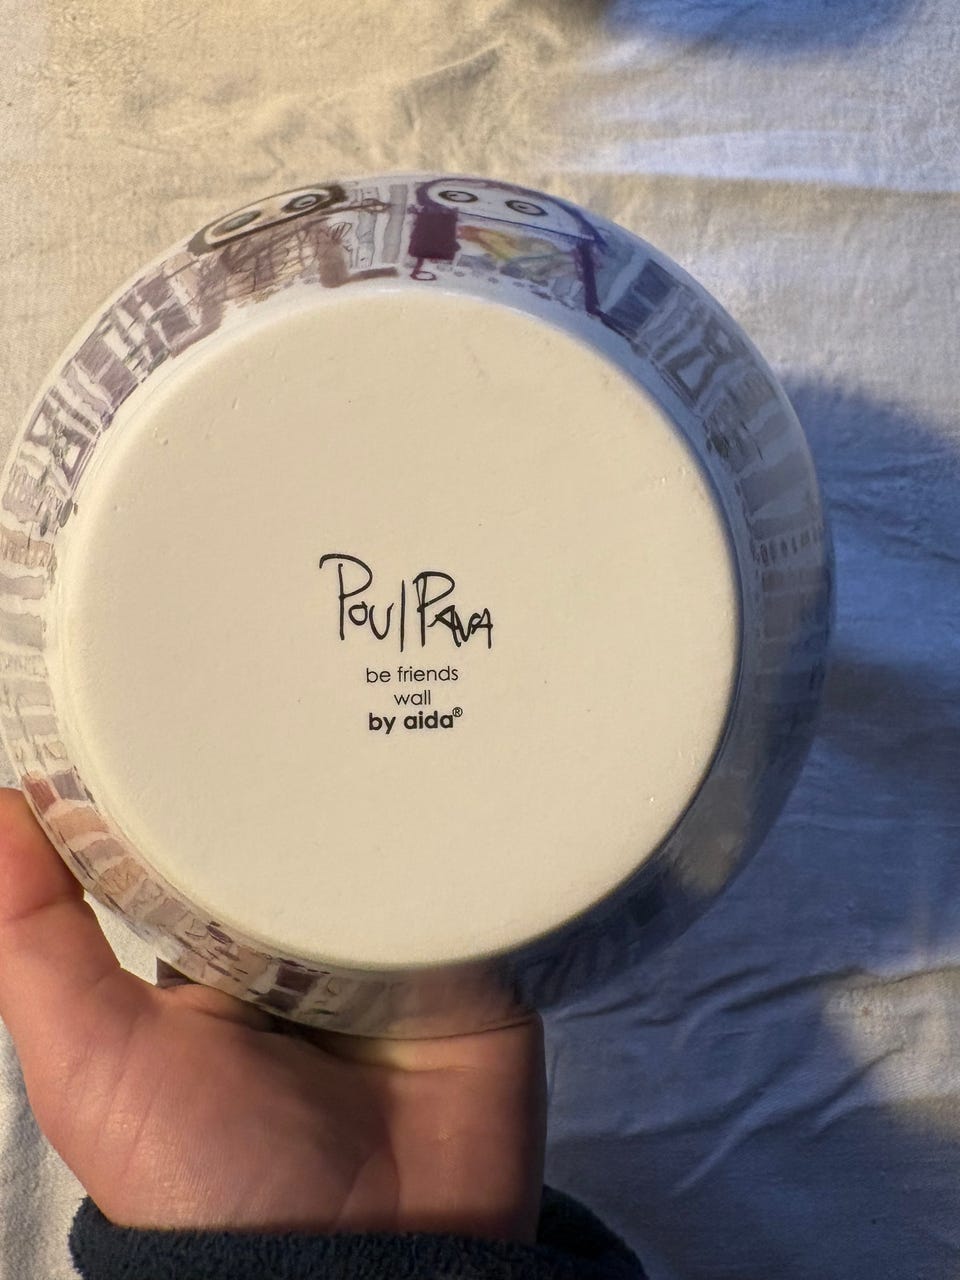 Poul Pava
be friends
wall
by aida®